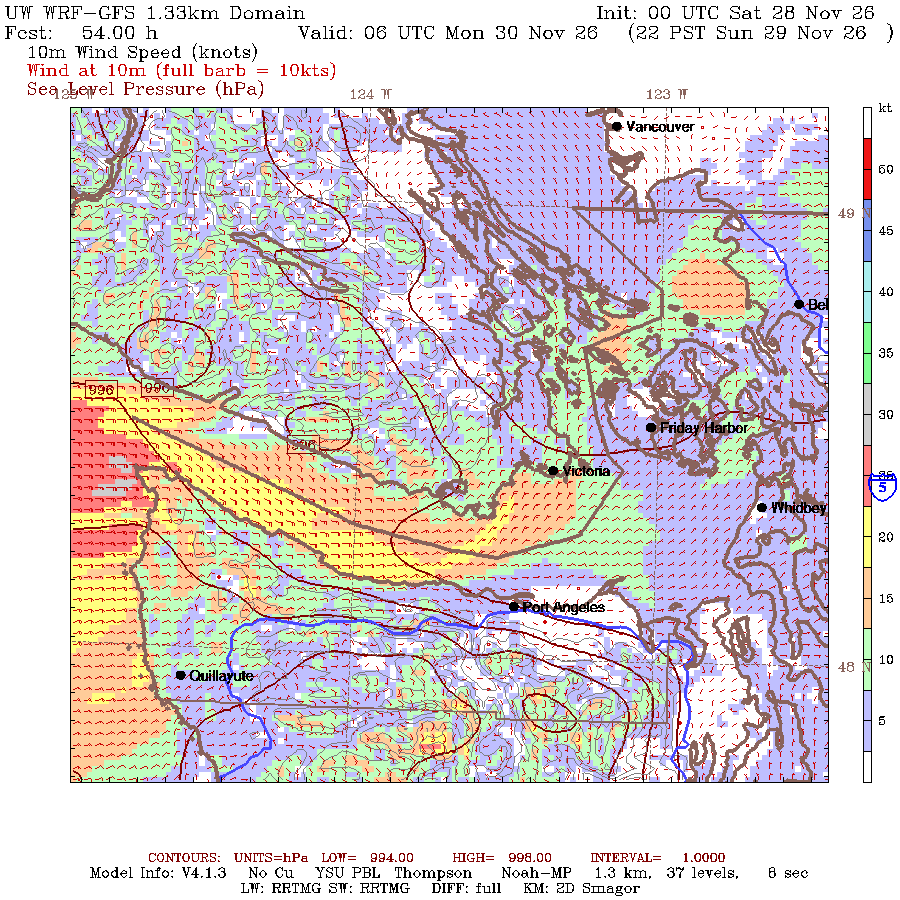 UW WRF-GFS 1.33km Domain Init: 00 UTC Sat 28 Nov 26
Fcst: 54.00 h Valid: 06 UTC Mon 30 Nov 26 (22 PST Sun 29 Nov 26 )
10m Wind Speed (knots)
Wind at 10m (full barb = 10kts)
Sea Level Pressure (hPa)
124 W 123 W
kt
Vancouver
60
49 N
45
Bel
40
35
996 996
30
Friday Harbor
996
Victoria
5
Whidbey
20
Port Angeles
15
48 N
10
Quillayute
5
CONTOURS: UNITS=hPa LOW= 994.00 HIGH= 998.00 INTERVAL= 1.0000
Model Info: V4.1.3 No Cu YSU PBL Thompson Noah-MP 1.3 km, 37 levels, 8 sec
LW: RRTMG SW: RRTMG DIFF: full KM: 2D Smagor